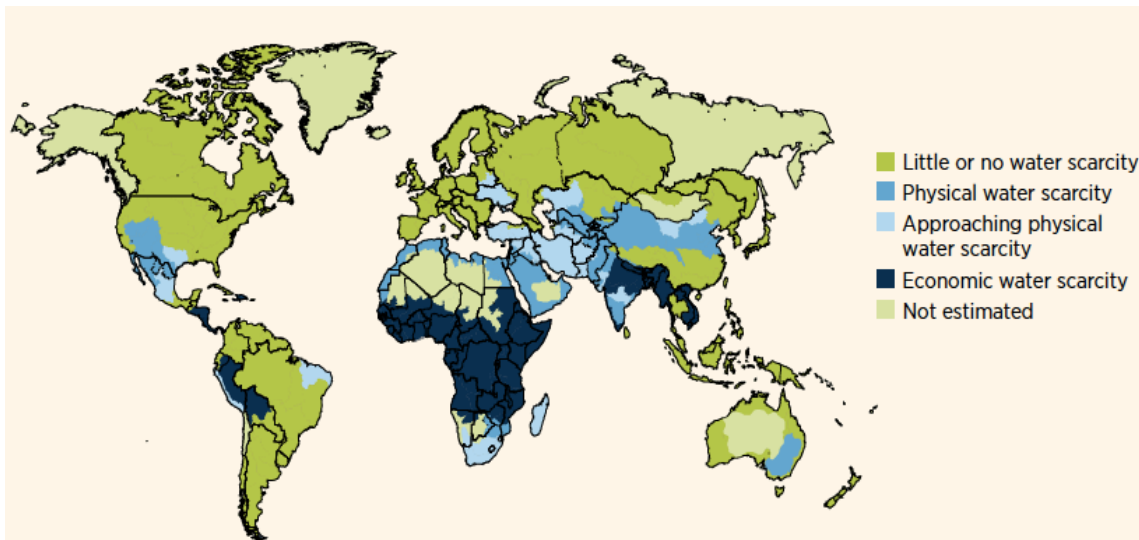 Little or no water scarcity
Physical water scarcity
Approaching physical
water scarcity
Economic water scarcity
Not estimated